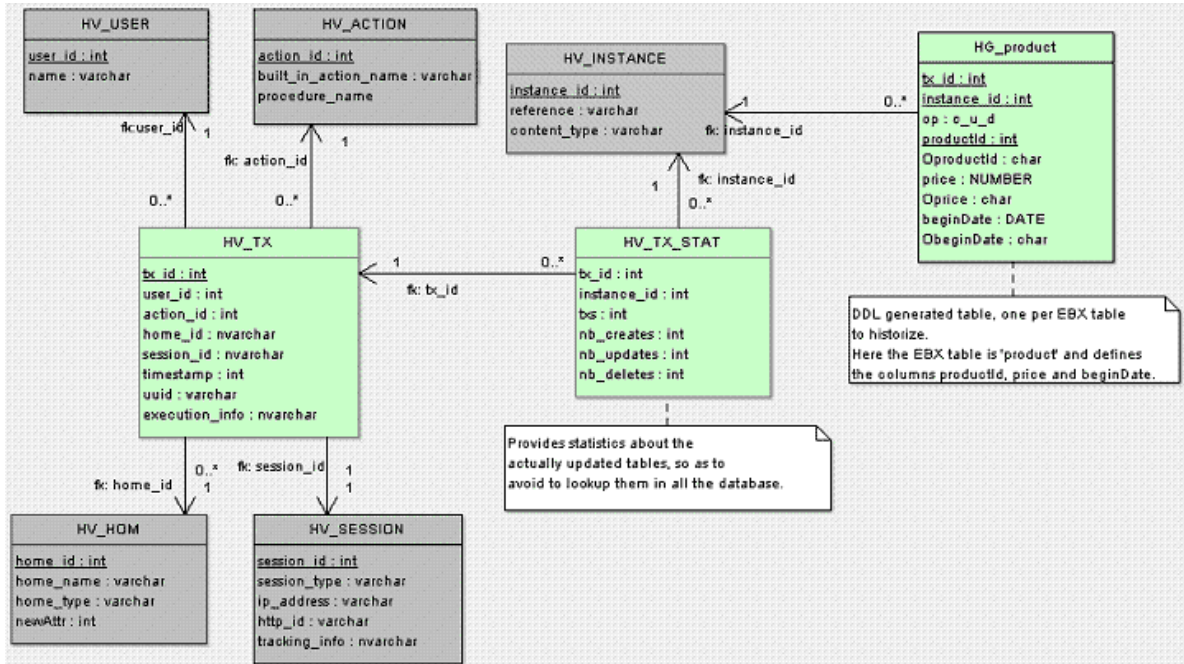 HV_USER
user_id : int
name : varchar
HV_ACTION
action_id : int
built_in_action_name : varchar
procedure_name
HV_INSTANCE
instance_id : int
reference : varchar
content_type : varchar
HG_product
tx_id : int
instance_id : int
op : c_u_d
productId : int
OproductId : char
price : NUMBER
Oprice : char
beginDate : DATE
ObeginDate : char
1
0..*
fk: instance_id
fk:user_id
1
0..*
1
fk: action_id
0..*
fk: instance_id
1
0..*
HV_TX
tx_id : int
user_id : int
action_id : int
home_id : nvarchar
session_id : nvarchar
timestamp : int
uuid : varchar
execution_info : nvarchar
1
0..*
fk: tx_id
HV_TX_STAT
tx_id : int
instance_id : int
txs : int
nb_creates : int
nb_updates : int
nb_deletes : int
DDL generated table, one per EBX table
to historize.
Here the EBX table is 'product' and defines
the columns productId, price and beginDate.
Provides statistics about the
actually updated tables, so as to
avoid to lookup them in all the database.
0..*
fk: home_id
1
fk: session_id
1
1
HV_HOM
home_id : int
home_name : varchar
home_type : varchar
newAttr : int
HV_SESSION
session_id : int
session_type : varchar
ip_address : varchar
http_id : varchar
tracking_info : nvarchar